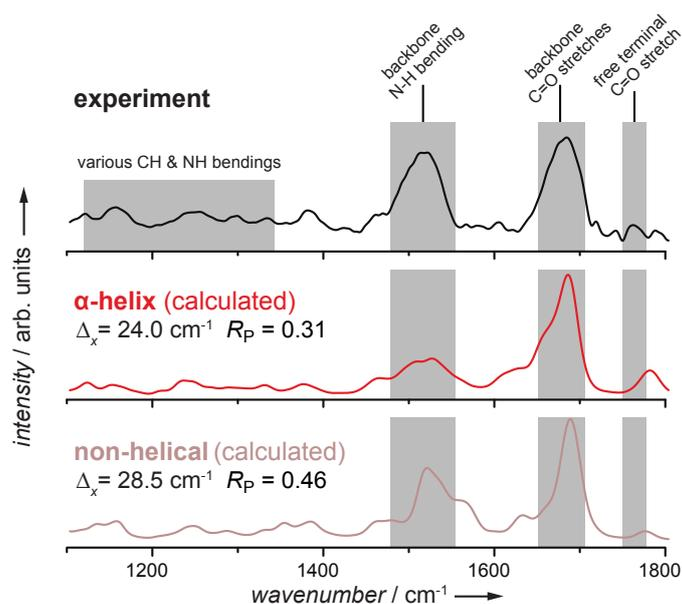 backbone
N-H bending
backbone
C=O stretches
free terminal
C=O stretch
experiment
various CH & NH bendings
α-helix (calculated)
Δx= 24.0 cm-1 RP = 0.31
non-helical (calculated)
Δx= 28.5 cm-1 RP = 0.46
intensity / arb. units
1200 1400 1600 1800
wavenumber / cm-1